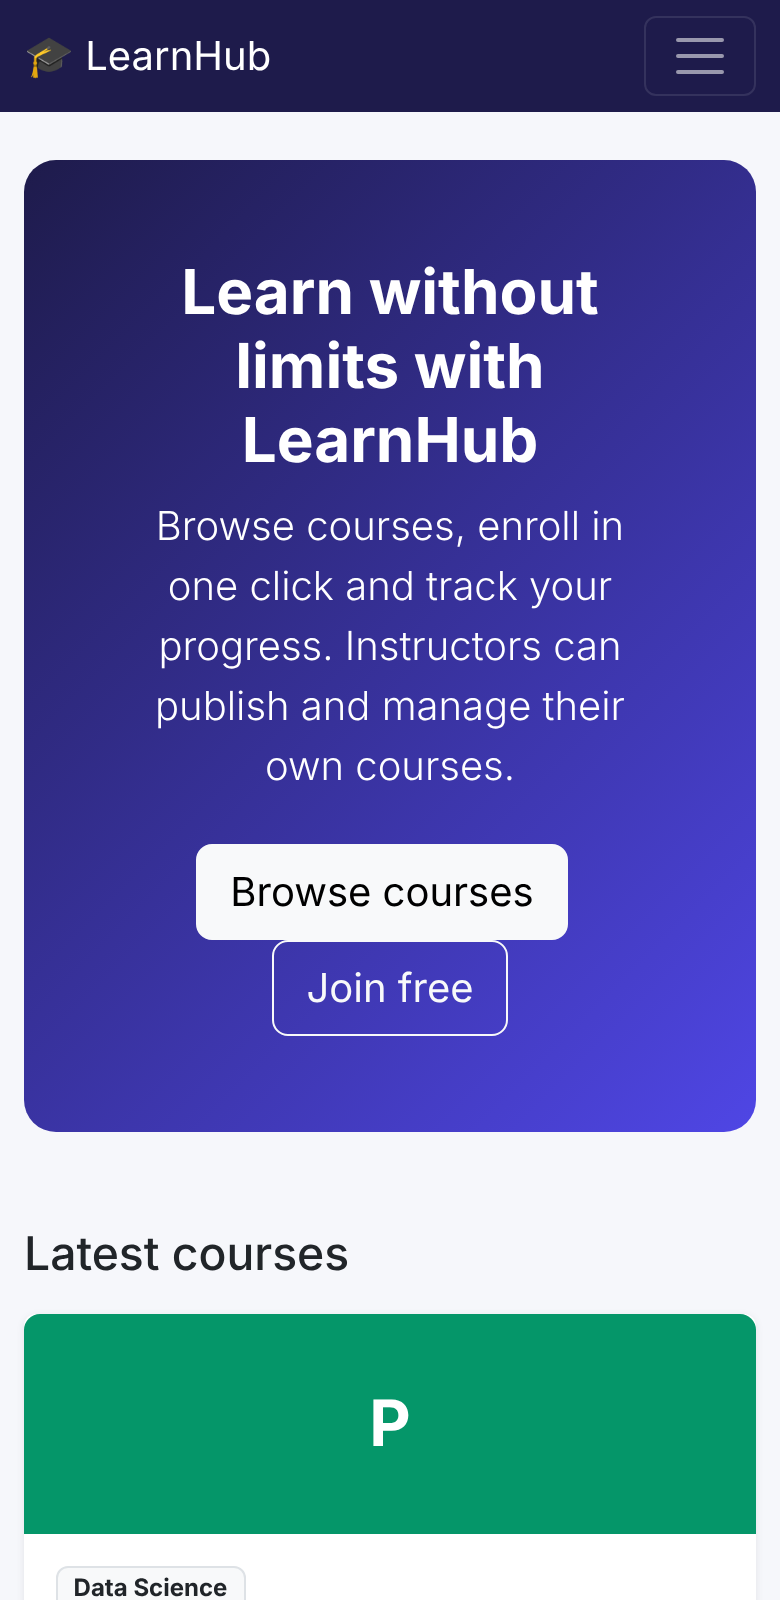 🎓 LearnHub
Learn without
limits with
LearnHub
Browse courses, enroll in
one click and track your
progress. Instructors can
publish and manage their
own courses.
Browse courses
Join free
Latest courses
P
Data Science